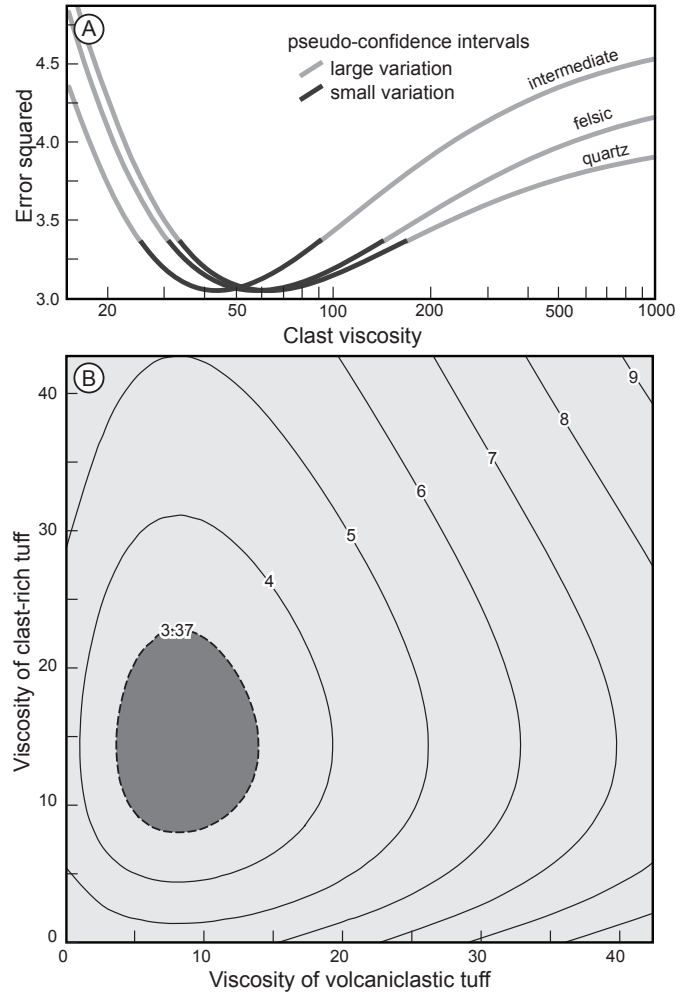 A
pseudo-confidence intervals
large variation
small variation
intermediate
felsic
quartz
Error squared
4.5
4.0
3.5
3.0
20
50
100
200
500
1000
Clast viscosity
B
9
8
7
6
5
4
3.37
Viscosity of clast-rich tuff
40
30
20
10
0
0
10
20
30
40
Viscosity of volcaniclastic tuff